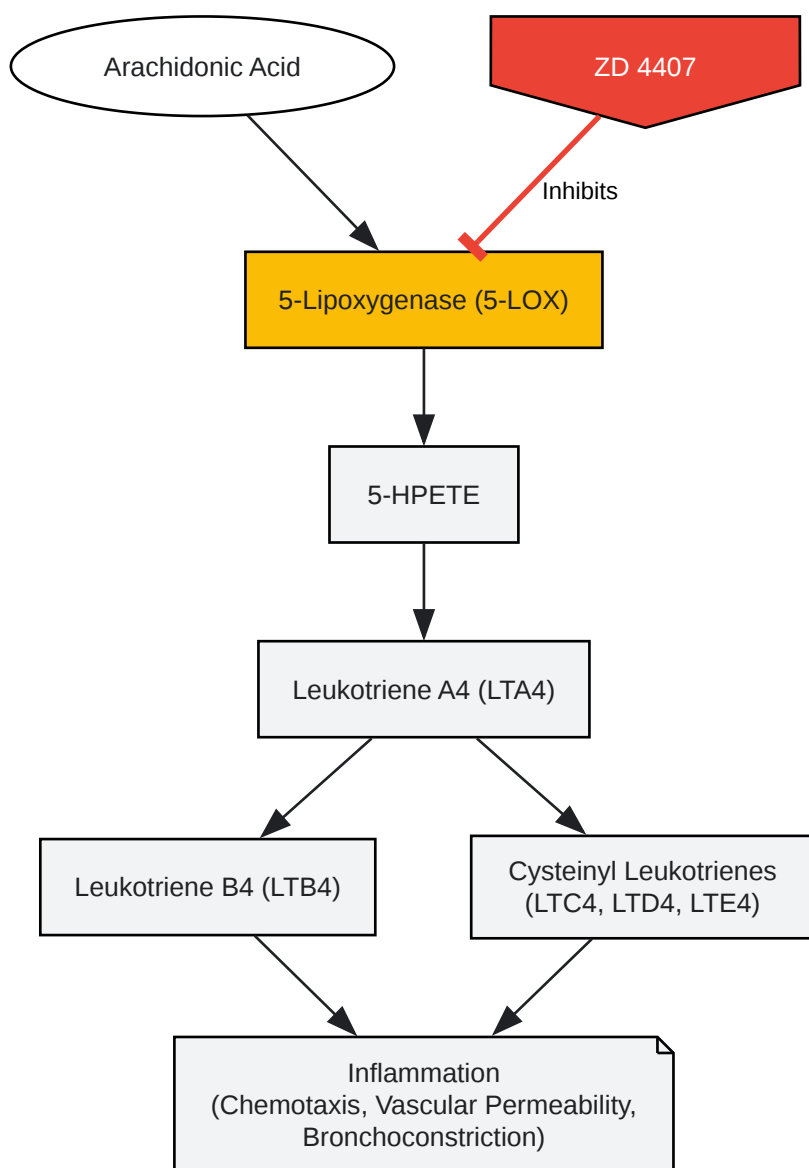 Arachidonic Acid
ZD 4407
Inhibits
5-Lipoxygenase (5-LOX)
5-HPETE
Leukotriene A4 (LTA4)
Leukotriene B4 (LTB4)
Cysteinyl Leukotrienes
(LTC4, LTD4, LTE4)
Inflammation
(Chemotaxis, Vascular Permeability,
Bronchoconstriction)